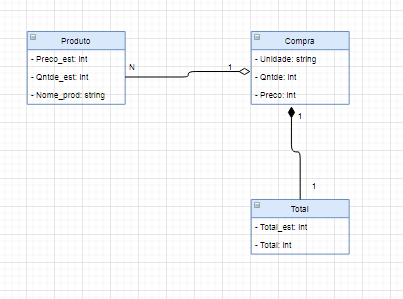 Produto
- Preco_est: int
- Qntde_est: int
- Nome_prod: string
N
1
Compra
- Unidade: string
- Qntde: int
- Preco: int
1
1
Total
- Total_est: int
- Total: int